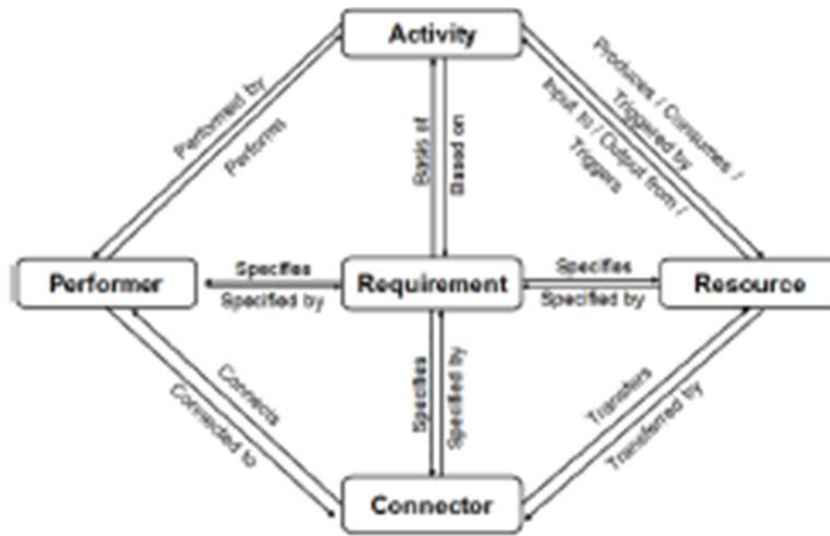 Activity
Performed by
Performs
Basis of
Based on
Produces / Consumes /
Triggered by
Input to / Output from /
Triggers
Performer
Specifies
Specified by
Requirement
Specifies
Specified by
Resource
Connects
Connected to
Specifies
Specified by
Transfers
Transferred by
Connector